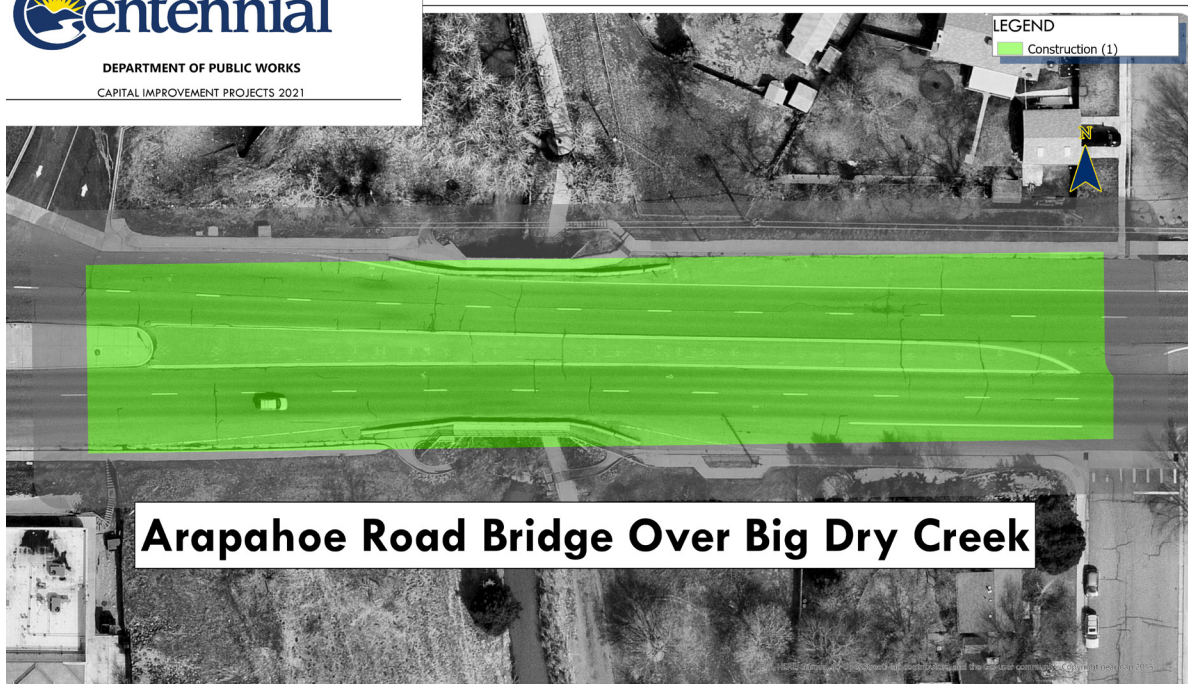 Centennial
DEPARTMENT OF PUBLIC WORKS
CAPITAL IMPROVEMENT PROJECTS 2021
LEGEND
Construction (1)
N
Arapahoe Road Bridge Over Big Dry Creek